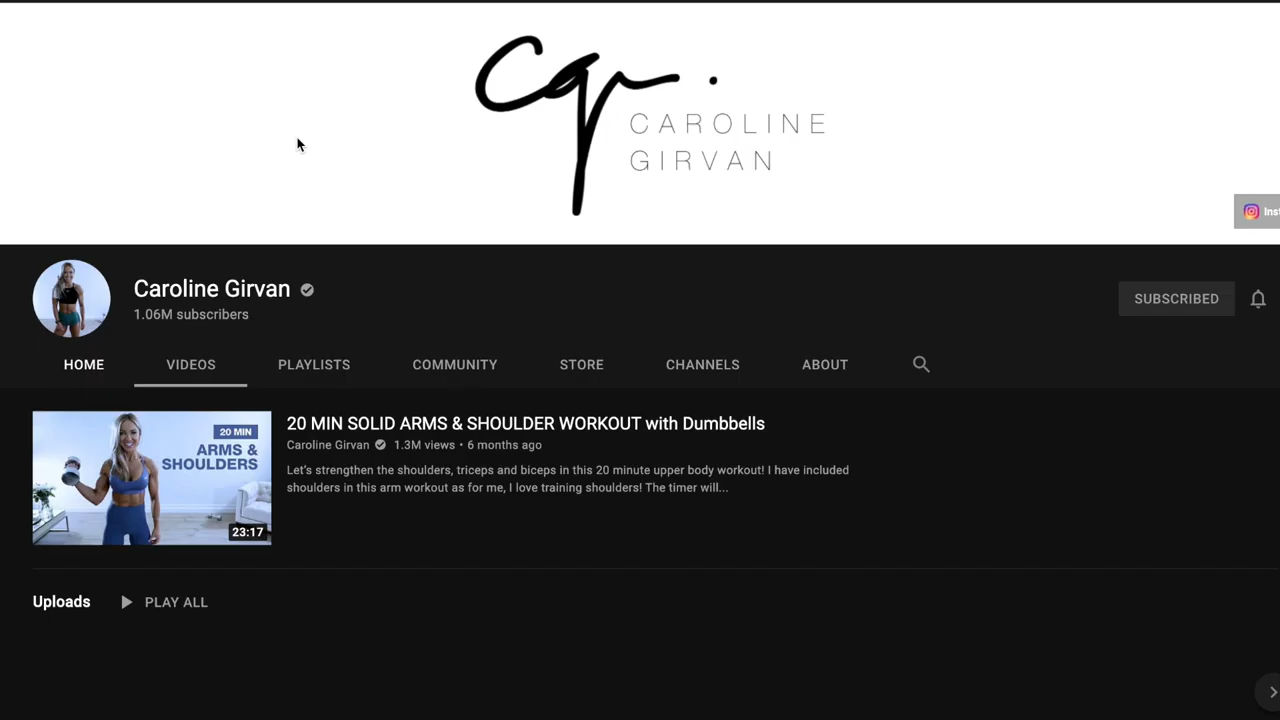 cgr.
CAROLINE
GIRVAN
Inst
Caroline Girvan
1.06M subscribers
SUBSCRIBED
HOME VIDEOS PLAYLISTS COMMUNITY STORE CHANNELS ABOUT
20 MIN
ARMS &
SHOULDERS
23:17
20 MIN SOLID ARMS & SHOULDER WORKOUT with Dumbbells
Caroline Girvan 1.3M views • 6 months ago
Let's strengthen the shoulders, triceps and biceps in this 20 minute upper body workout! I have included
shoulders in this arm workout as for me, I love training shoulders! The timer will...
Uploads PLAY ALL